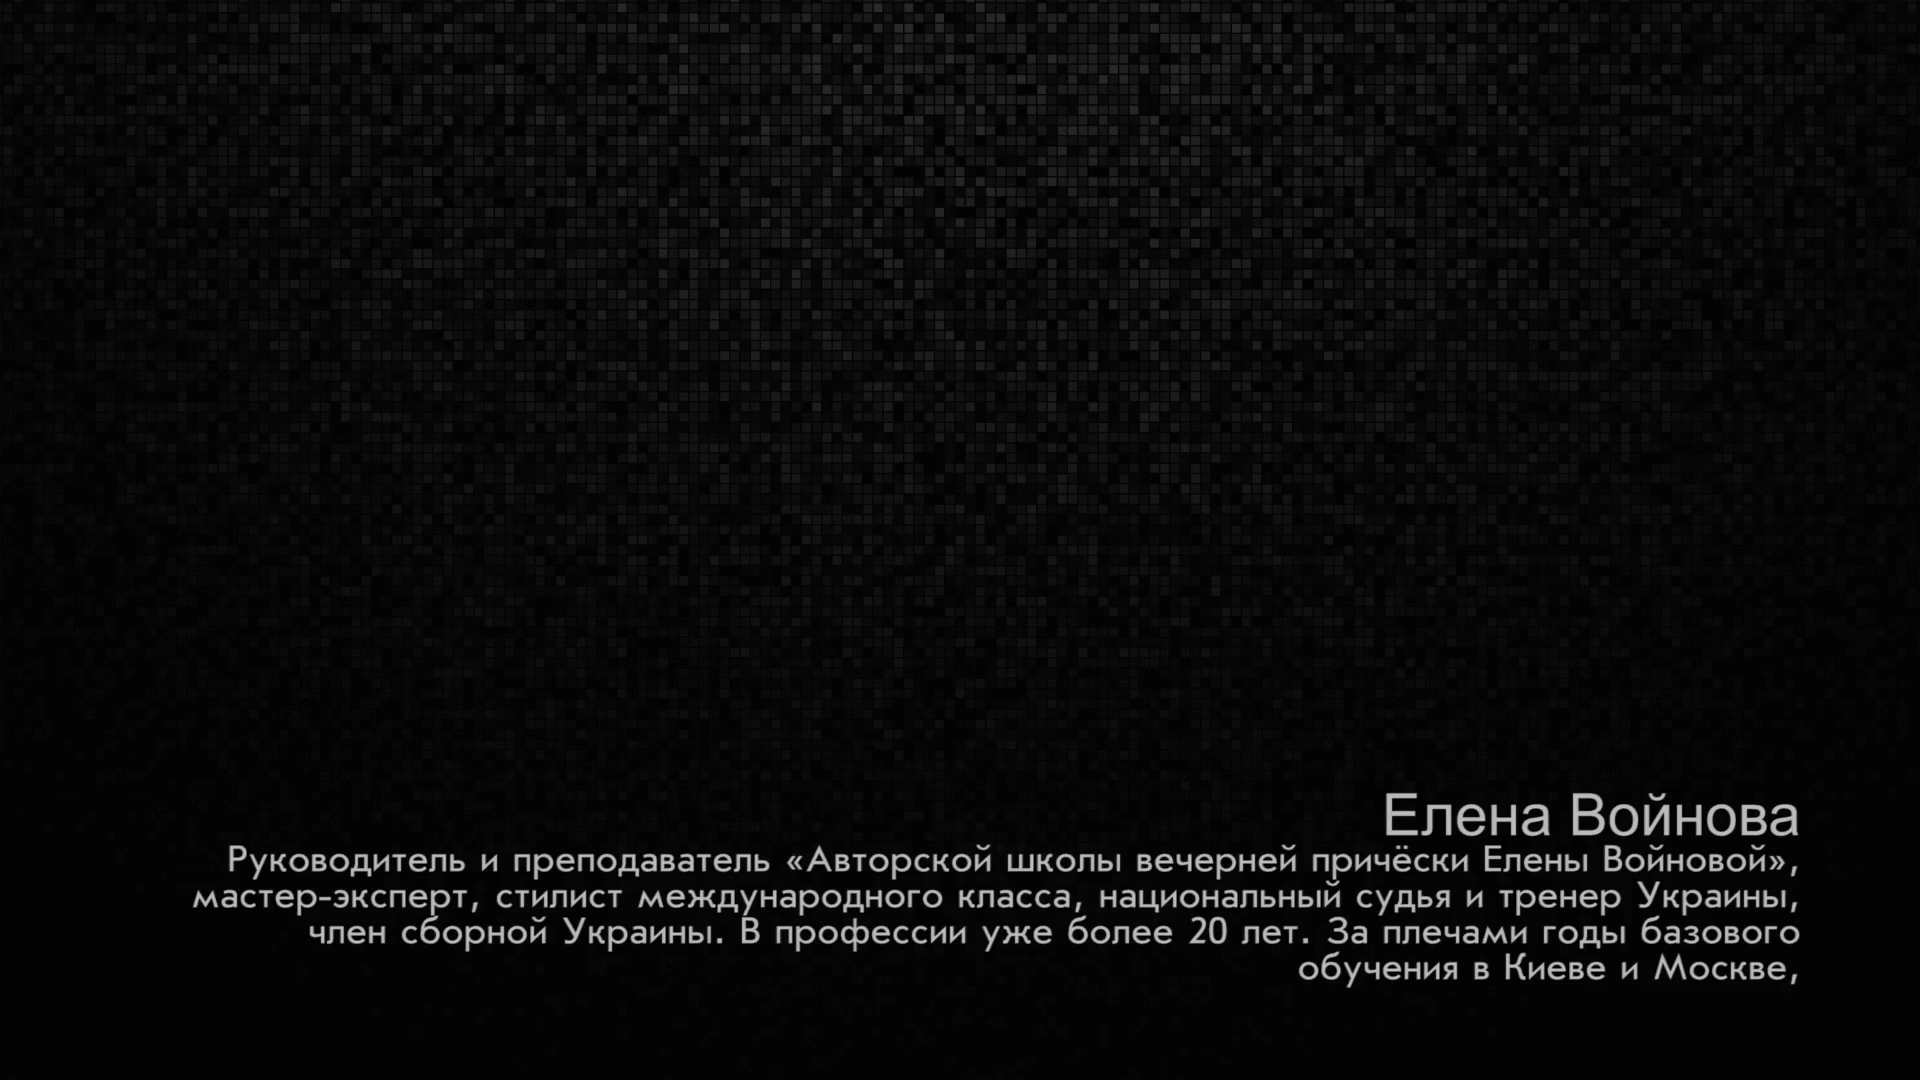 Елена Войнова
Руководитель и преподаватель «Авторской школы вечерней причёски Елены Войновой»,
мастер-эксперт, стилист международного класса, национальный судья и тренер Украины,
член сборной Украины. В профессии уже более 20 лет. За плечами годы базового
обучения в Киеве и Москве,